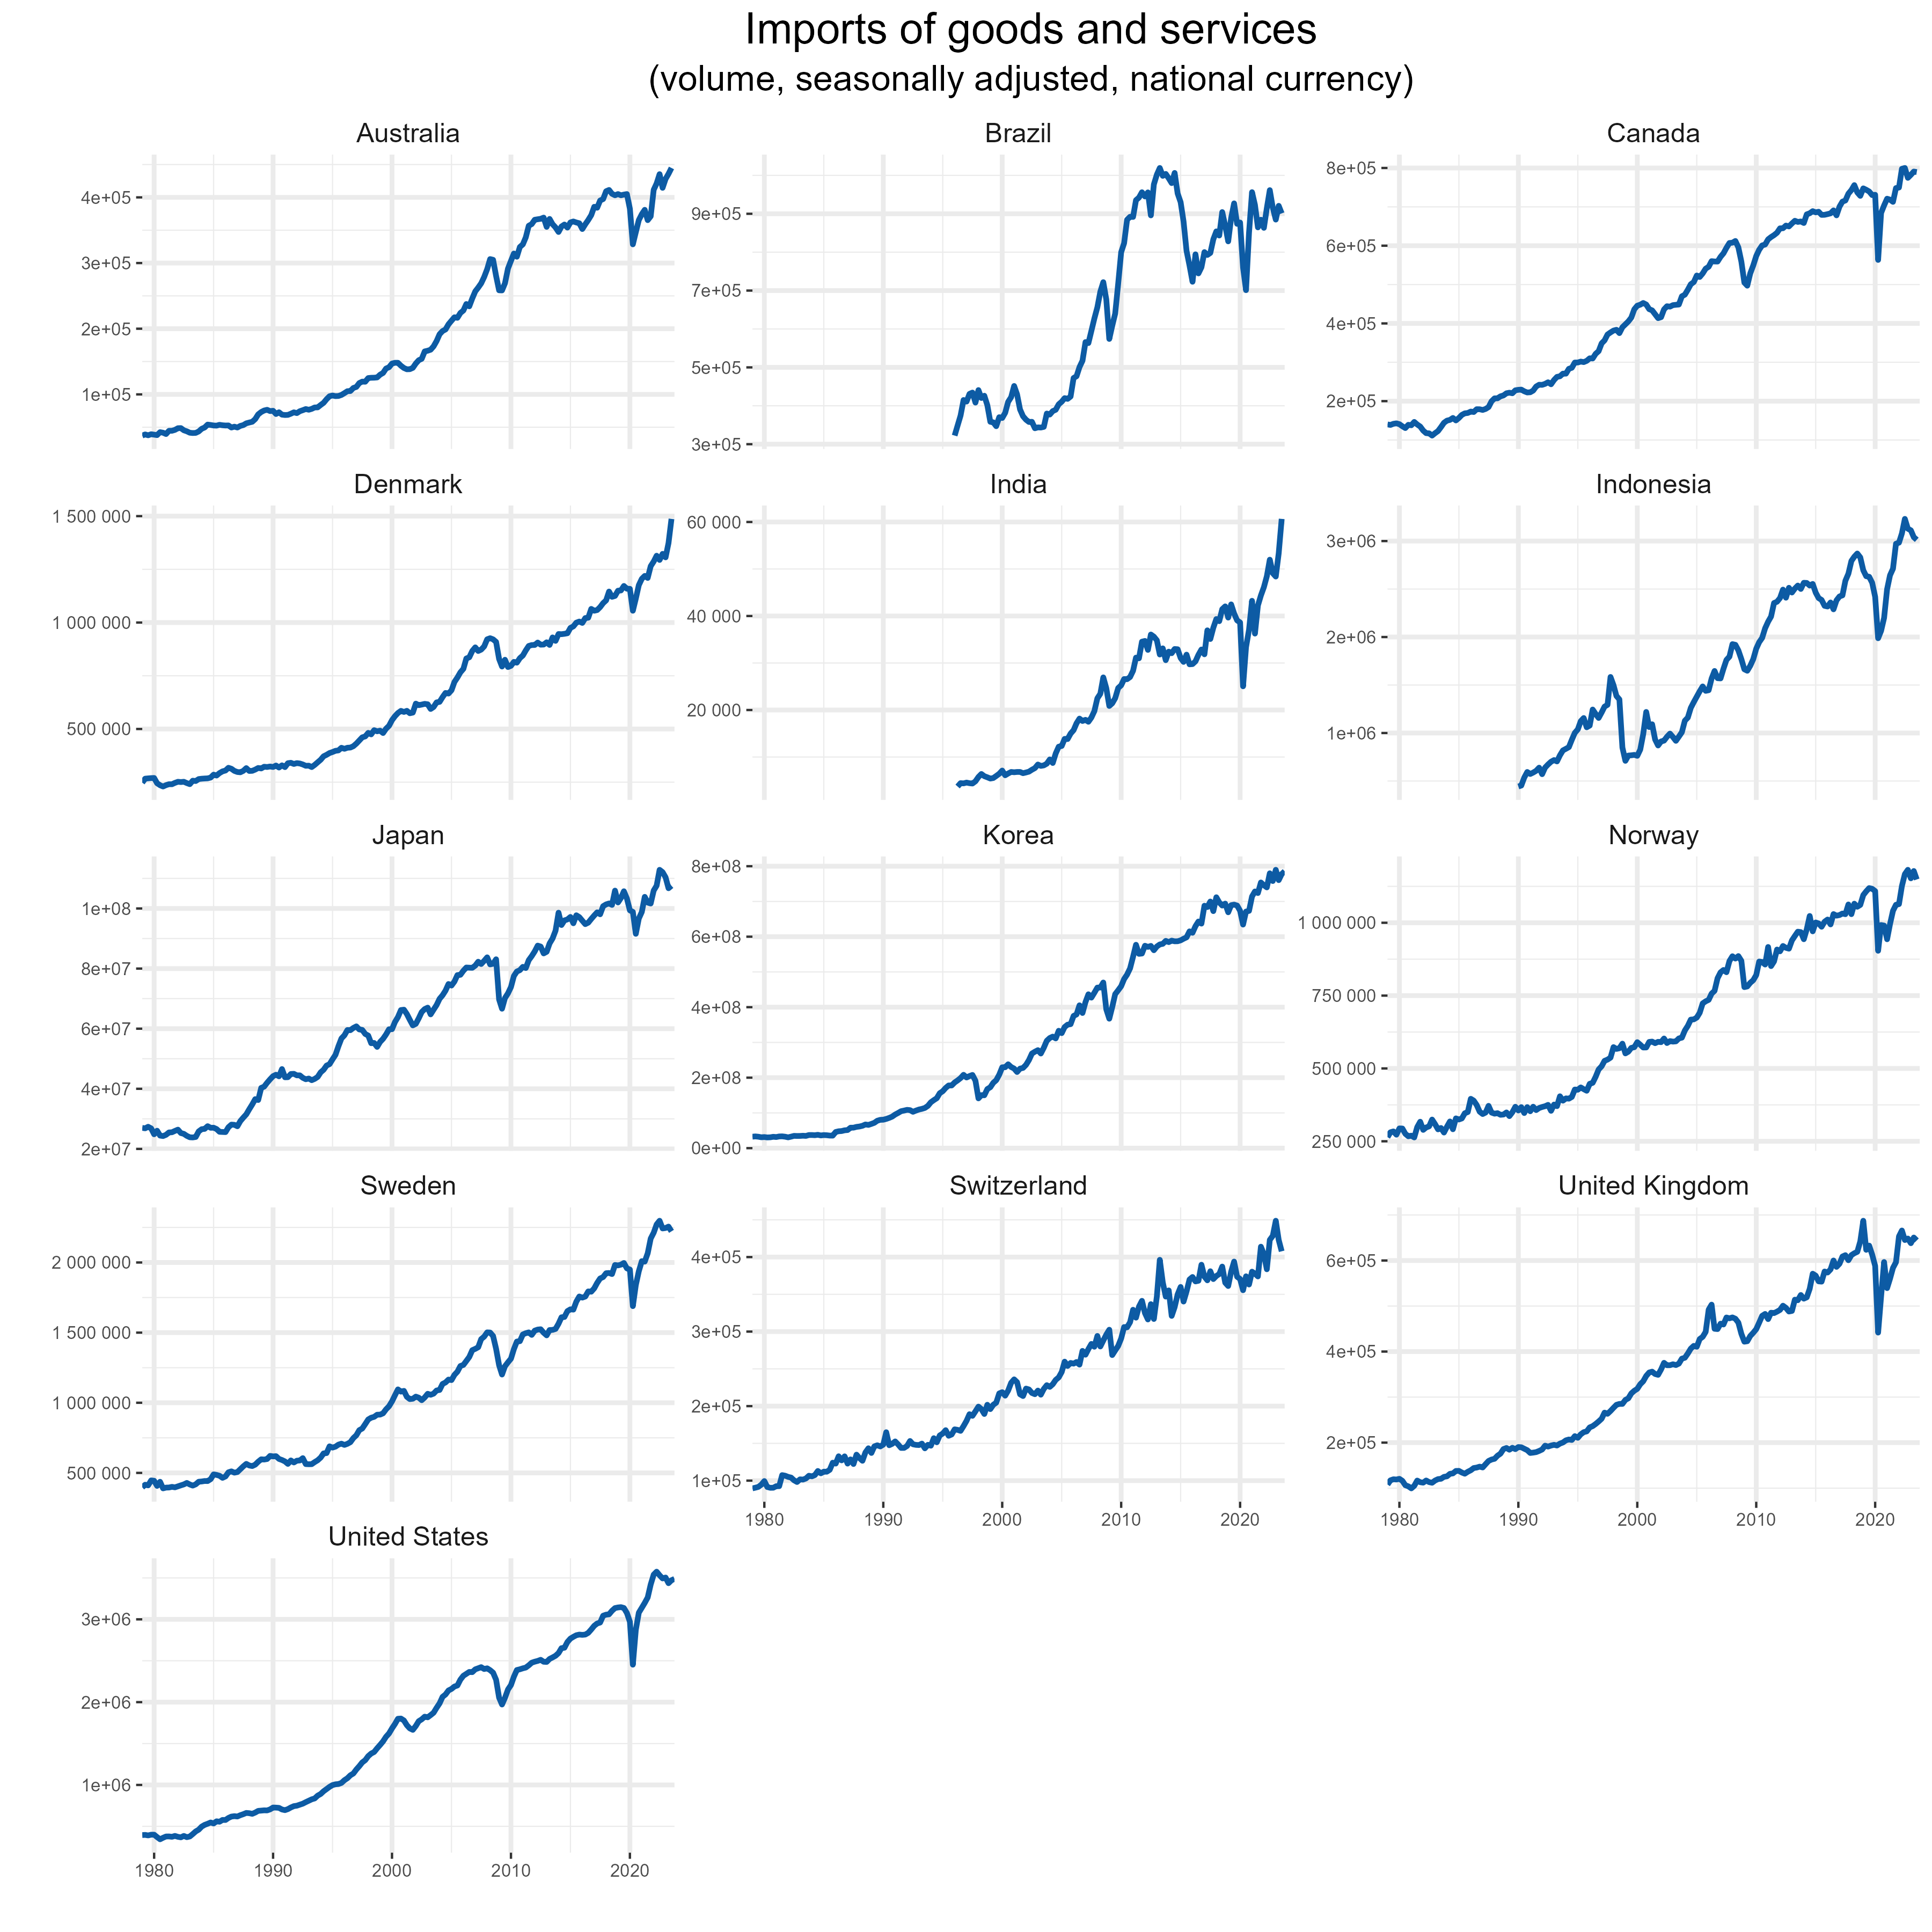 Imports of goods and services
(volume, seasonally adjusted, national currency)
Australia
4e+05
3e+05
2e+05
1e+05
Brazil
9e+05
7e+05
5e+05
3e+05
Canada
8e+05
6e+05
4e+05
2e+05
Denmark
1 500 000
1 000 000
500 000
India
60 000
40 000
20 000
Indonesia
3e+06
2e+06
1e+06
Japan
1e+08
8e+07
6e+07
4e+07
2e+07
Korea
8e+08
6e+08
4e+08
2e+08
0e+00
Norway
1 000 000
750 000
500 000
250 000
Sweden
2 000 000
1 500 000
1 000 000
500 000
Switzerland
4e+05
3e+05
2e+05
1e+05
1980 1990 2000 2010 2020
United Kingdom
6e+05
4e+05
2e+05
1980 1990 2000 2010 2020
United States
3e+06
2e+06
1e+06
1980 1990 2000 2010 2020